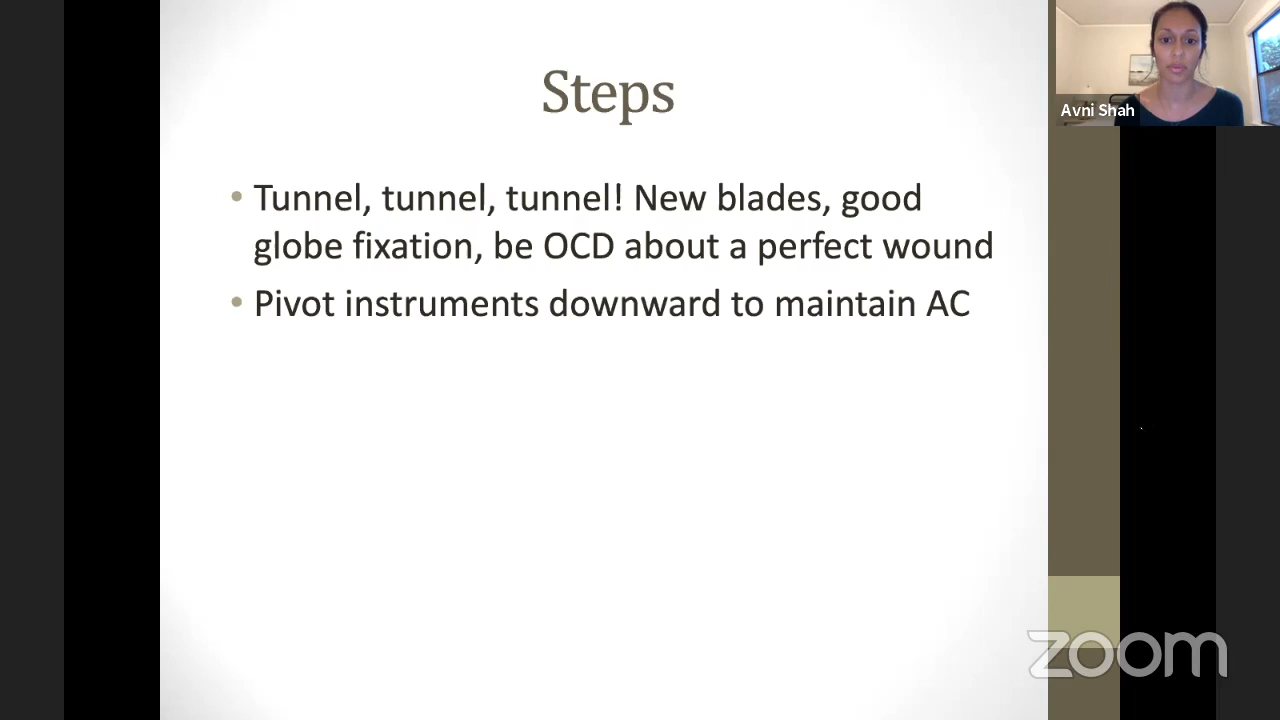 Steps
• Tunnel, tunnel, tunnel! New blades, good
globe fixation, be OCD about a perfect wound
• Pivot instruments downward to maintain AC
Avni Shah
zoom